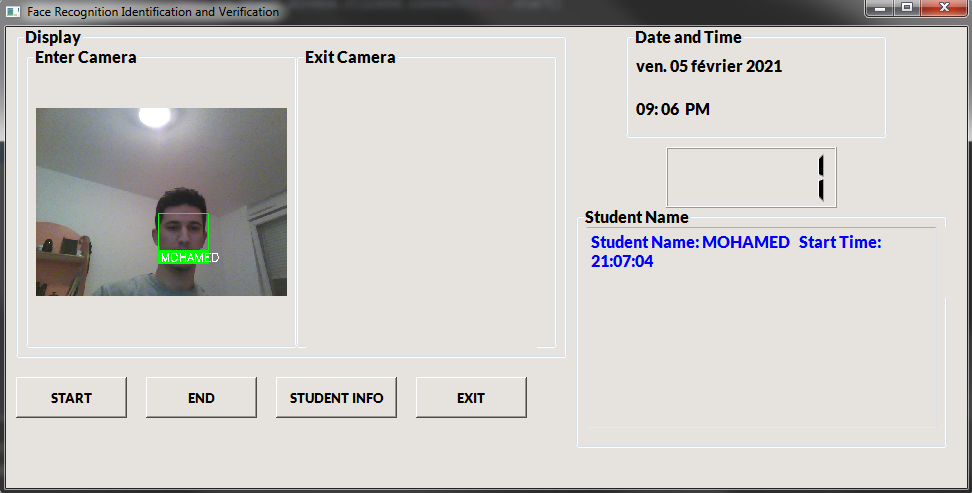 Face Recognition Identification and Verification
Display
Enter Camera
Exit Camera
MOHAMED
Date and Time
ven. 05 février 2021
09: 06 PM
1
Student Name
Student Name: MOHAMED Start Time:
21:07:04
START
END
STUDENT INFO
EXIT